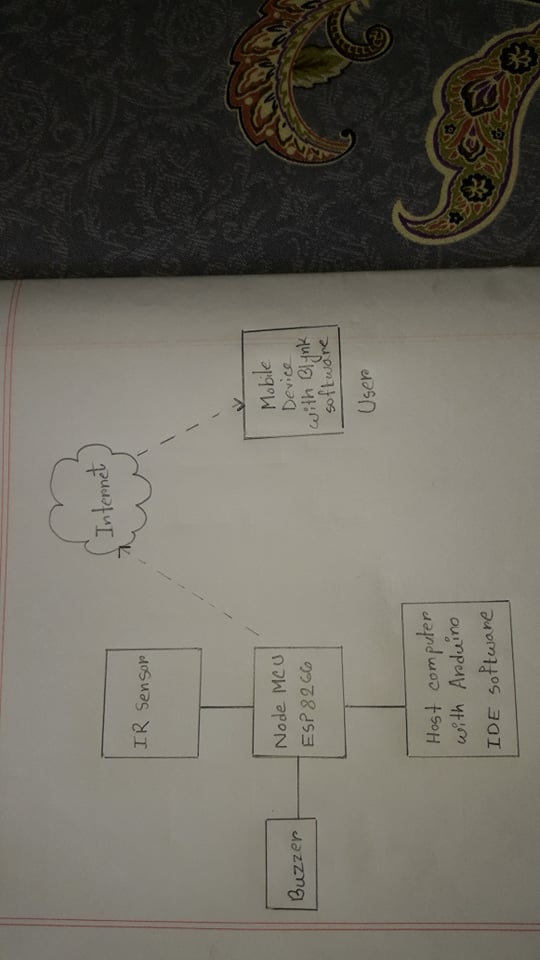 Internet
IR Sensor
Node MCU
ESP8266
Buzzer
Mobile
Device
with Blynk
software
User
Host computer
with Arduino
IDE software